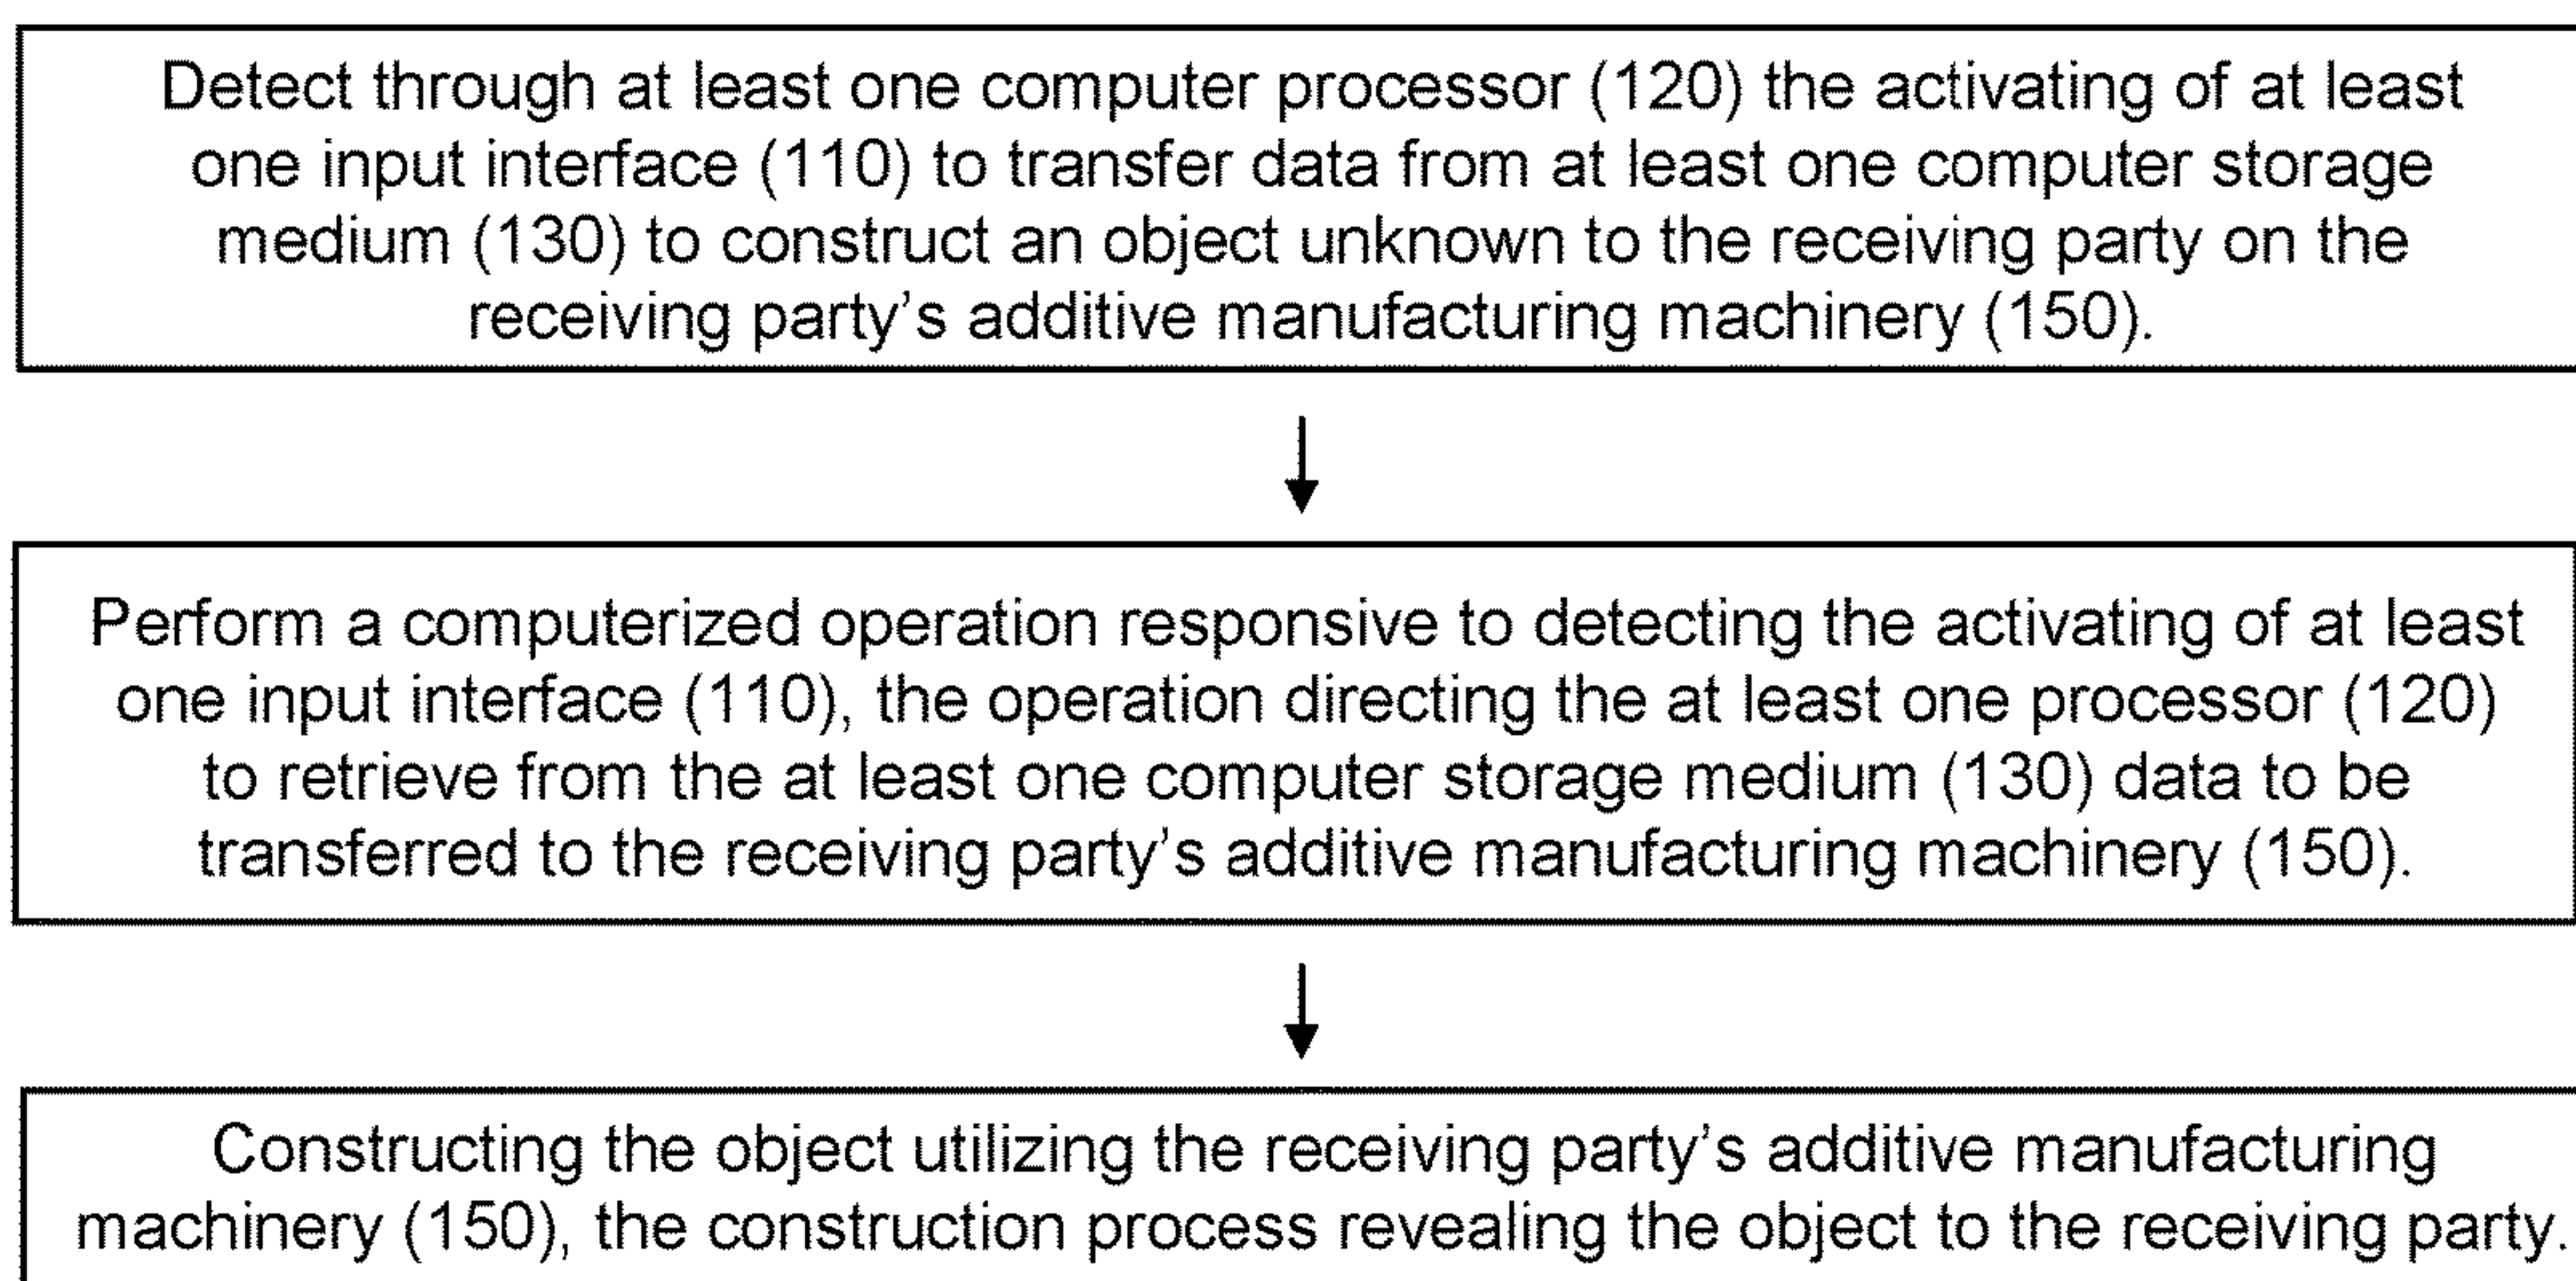 Detect through at least one computer processor (120) the activating of at least
one input interface (110) to transfer data from at least one computer storage
medium (130) to construct an object unknown to the receiving party on the
receiving party's additive manufacturing machinery (150).
Perform a computerized operation responsive to detecting the activating of at least
one input interface (110), the operation directing the at least one processor (120)
to retrieve from the at least one computer storage medium (130) data to be
transferred to the receiving party's additive manufacturing machinery (150).
Constructing the object utilizing the receiving party's additive manufacturing
machinery (150), the construction process revealing the object to the receiving party.